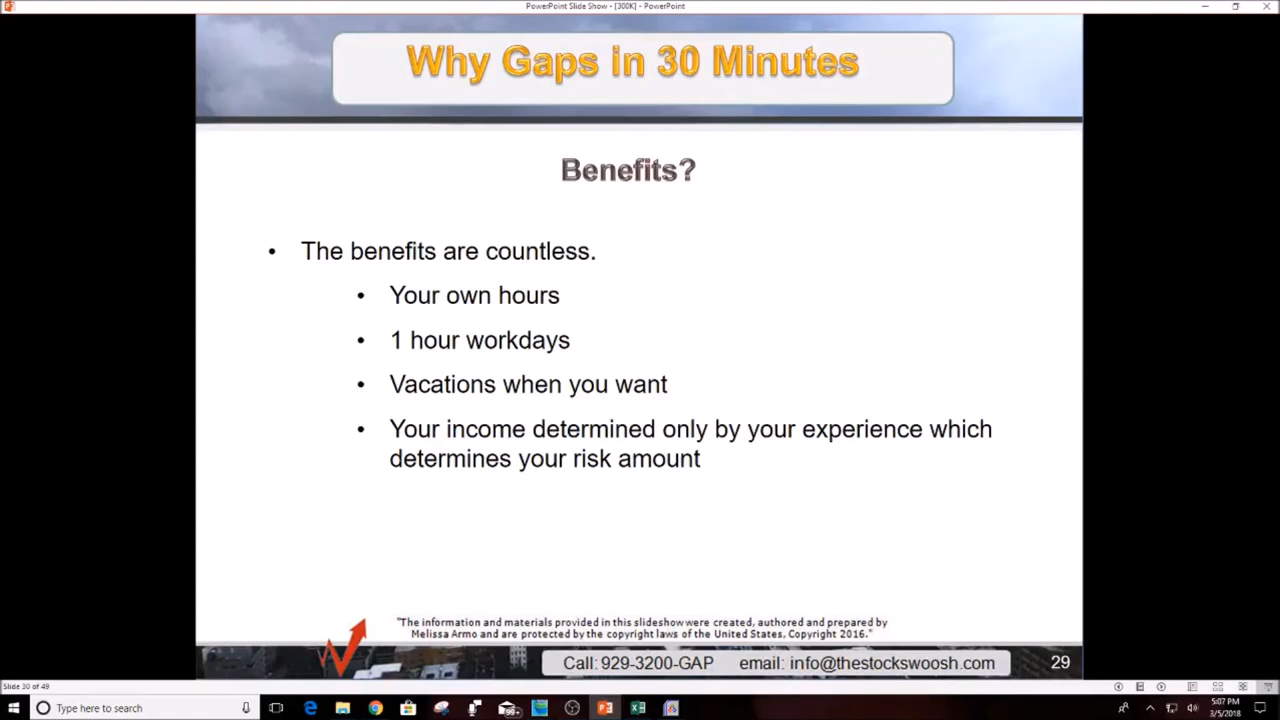 PowerPoint Slide Show - [300K] - PowerPoint
Why Gaps in 30 Minutes
Benefits?
• The benefits are countless.
• Your own hours
• 1 hour workdays
• Vacations when you want
• Your income determined only by your experience which
determines your risk amount
"The information and materials provided in this slideshow were created, authored and prepared by
Melissa Armo and are protected by the copyright laws of the United States, Copyright 2016."
Call: 929-3200-GAP email: info@thestockswoosh.com
29
Slide 30 of 49
Type here to search
5:07 PM
3/5/2018